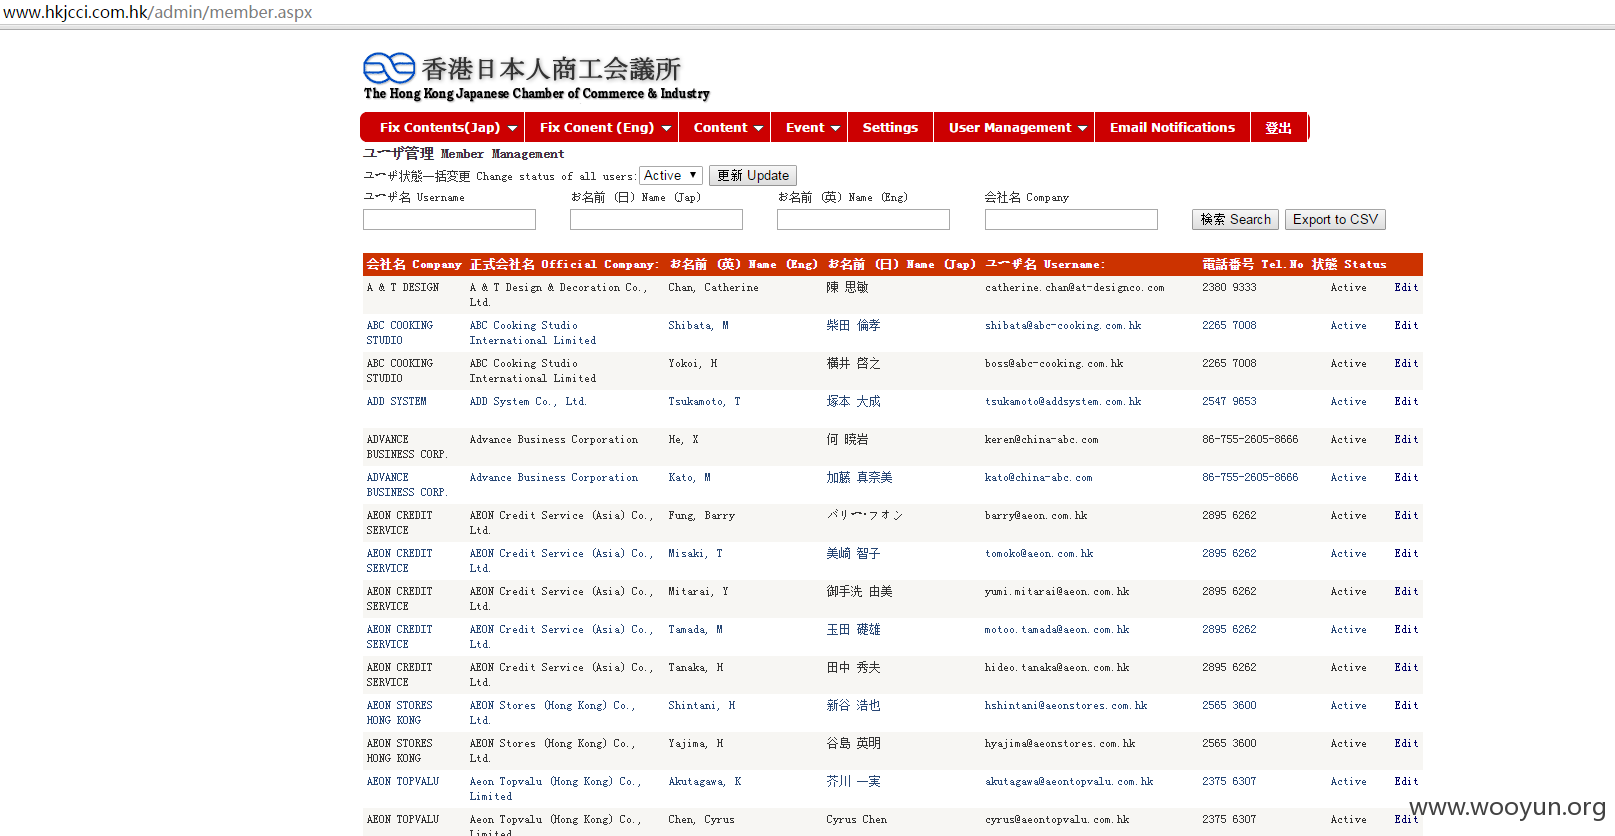 www.hkjcci.com.hk/admin/member.aspx
香港日本人商工会議所
The Hong Kong Japanese Chamber of Commerce & Industry
Fix Contents(Jap) Fix Conent (Eng) Content Event Settings User Management Email Notifications 登出
ユーザ管理 Member Management
ユーザ状態一括変更 Change status of all users: Active 更新 Update
ユーザ名 Username お名前 (日) Name (Jap) お名前 (英) Name (Eng) 会社名 Company
検索 Search Export to CSV
会社名 Company 正式会社名 Official Company: お名前 (英) Name (Eng) お名前 (日) Name (Jap) ユーザ名 Username: 電話番号 Tel.No 状態 Status
A & T DESIGN A & T Design & Decoration Co., Chan, Catherine 陳 思敏 catherine.chan@at-designco.com 2380 9333 Active Edit
Ltd.
ABC COOKING ABC Cooking Studio Shibata, M 柴田 倫孝 shibata@abc-cooking.com.hk 2265 7008 Active Edit
STUDIO International Limited
ABC COOKING ABC Cooking Studio Yokoi, H 横井 啓之 boss@abc-cooking.com.hk 2265 7008 Active Edit
STUDIO International Limited
ADD SYSTEM ADD System Co., Ltd. Tsukamoto, T 塚本 大成 tsukamoto@addsystem.com.hk 2547 9653 Active Edit
ADVANCE Advance Business Corporation He, X 何 暁岩 keren@china-abc.com 86-755-2605-8666 Active Edit
BUSINESS CORP.
ADVANCE Advance Business Corporation Kato, M 加藤 真奈美 kato@china-abc.com 86-755-2605-8666 Active Edit
BUSINESS CORP.
AEON CREDIT AEON Credit Service (Asia) Co., Fung, Barry バリー・フォン barry@aeon.com.hk 2895 6262 Active Edit
SERVICE Ltd.
AEON CREDIT AEON Credit Service (Asia) Co., Misaki, T 美崎 智子 tomoko@aeon.com.hk 2895 6262 Active Edit
SERVICE Ltd.
AEON CREDIT AEON Credit Service (Asia) Co., Mitarai, Y 御手洗 由美 yumi.mitarai@aeon.com.hk 2895 6262 Active Edit
SERVICE Ltd.
AEON CREDIT AEON Credit Service (Asia) Co., Tamada, M 玉田 礎雄 motoo.tamada@aeon.com.hk 2895 6262 Active Edit
SERVICE Ltd.
AEON CREDIT AEON Credit Service (Asia) Co., Tanaka, H 田中 秀夫 hideo.tanaka@aeon.com.hk 2895 6262 Active Edit
SERVICE Ltd.
AEON STORES AEON Stores (Hong Kong) Co., Shintani, H 新谷 浩也 hshintani@aeonstores.com.hk 2565 3600 Active Edit
HONG KONG Ltd.
AEON STORES AEON Stores (Hong Kong) Co., Yajima, H 谷島 英明 hyajima@aeonstores.com.hk 2565 3600 Active Edit
HONG KONG Ltd.
AEON TOPVALU Aeon Topvalu (Hong Kong) Co., Akutagawa, K 芥川 一実 akutagawa@aeontopvalu.com.hk 2375 6307 Active Edit
Limited
AEON TOPVALU Aeon Topvalu (Hong Kong) Co., Chen, Cyrus Cyrus Chen cyrus@aeontopvalu.com.hk 2375 6307 Active Edit
Limited
www.wooyun.org